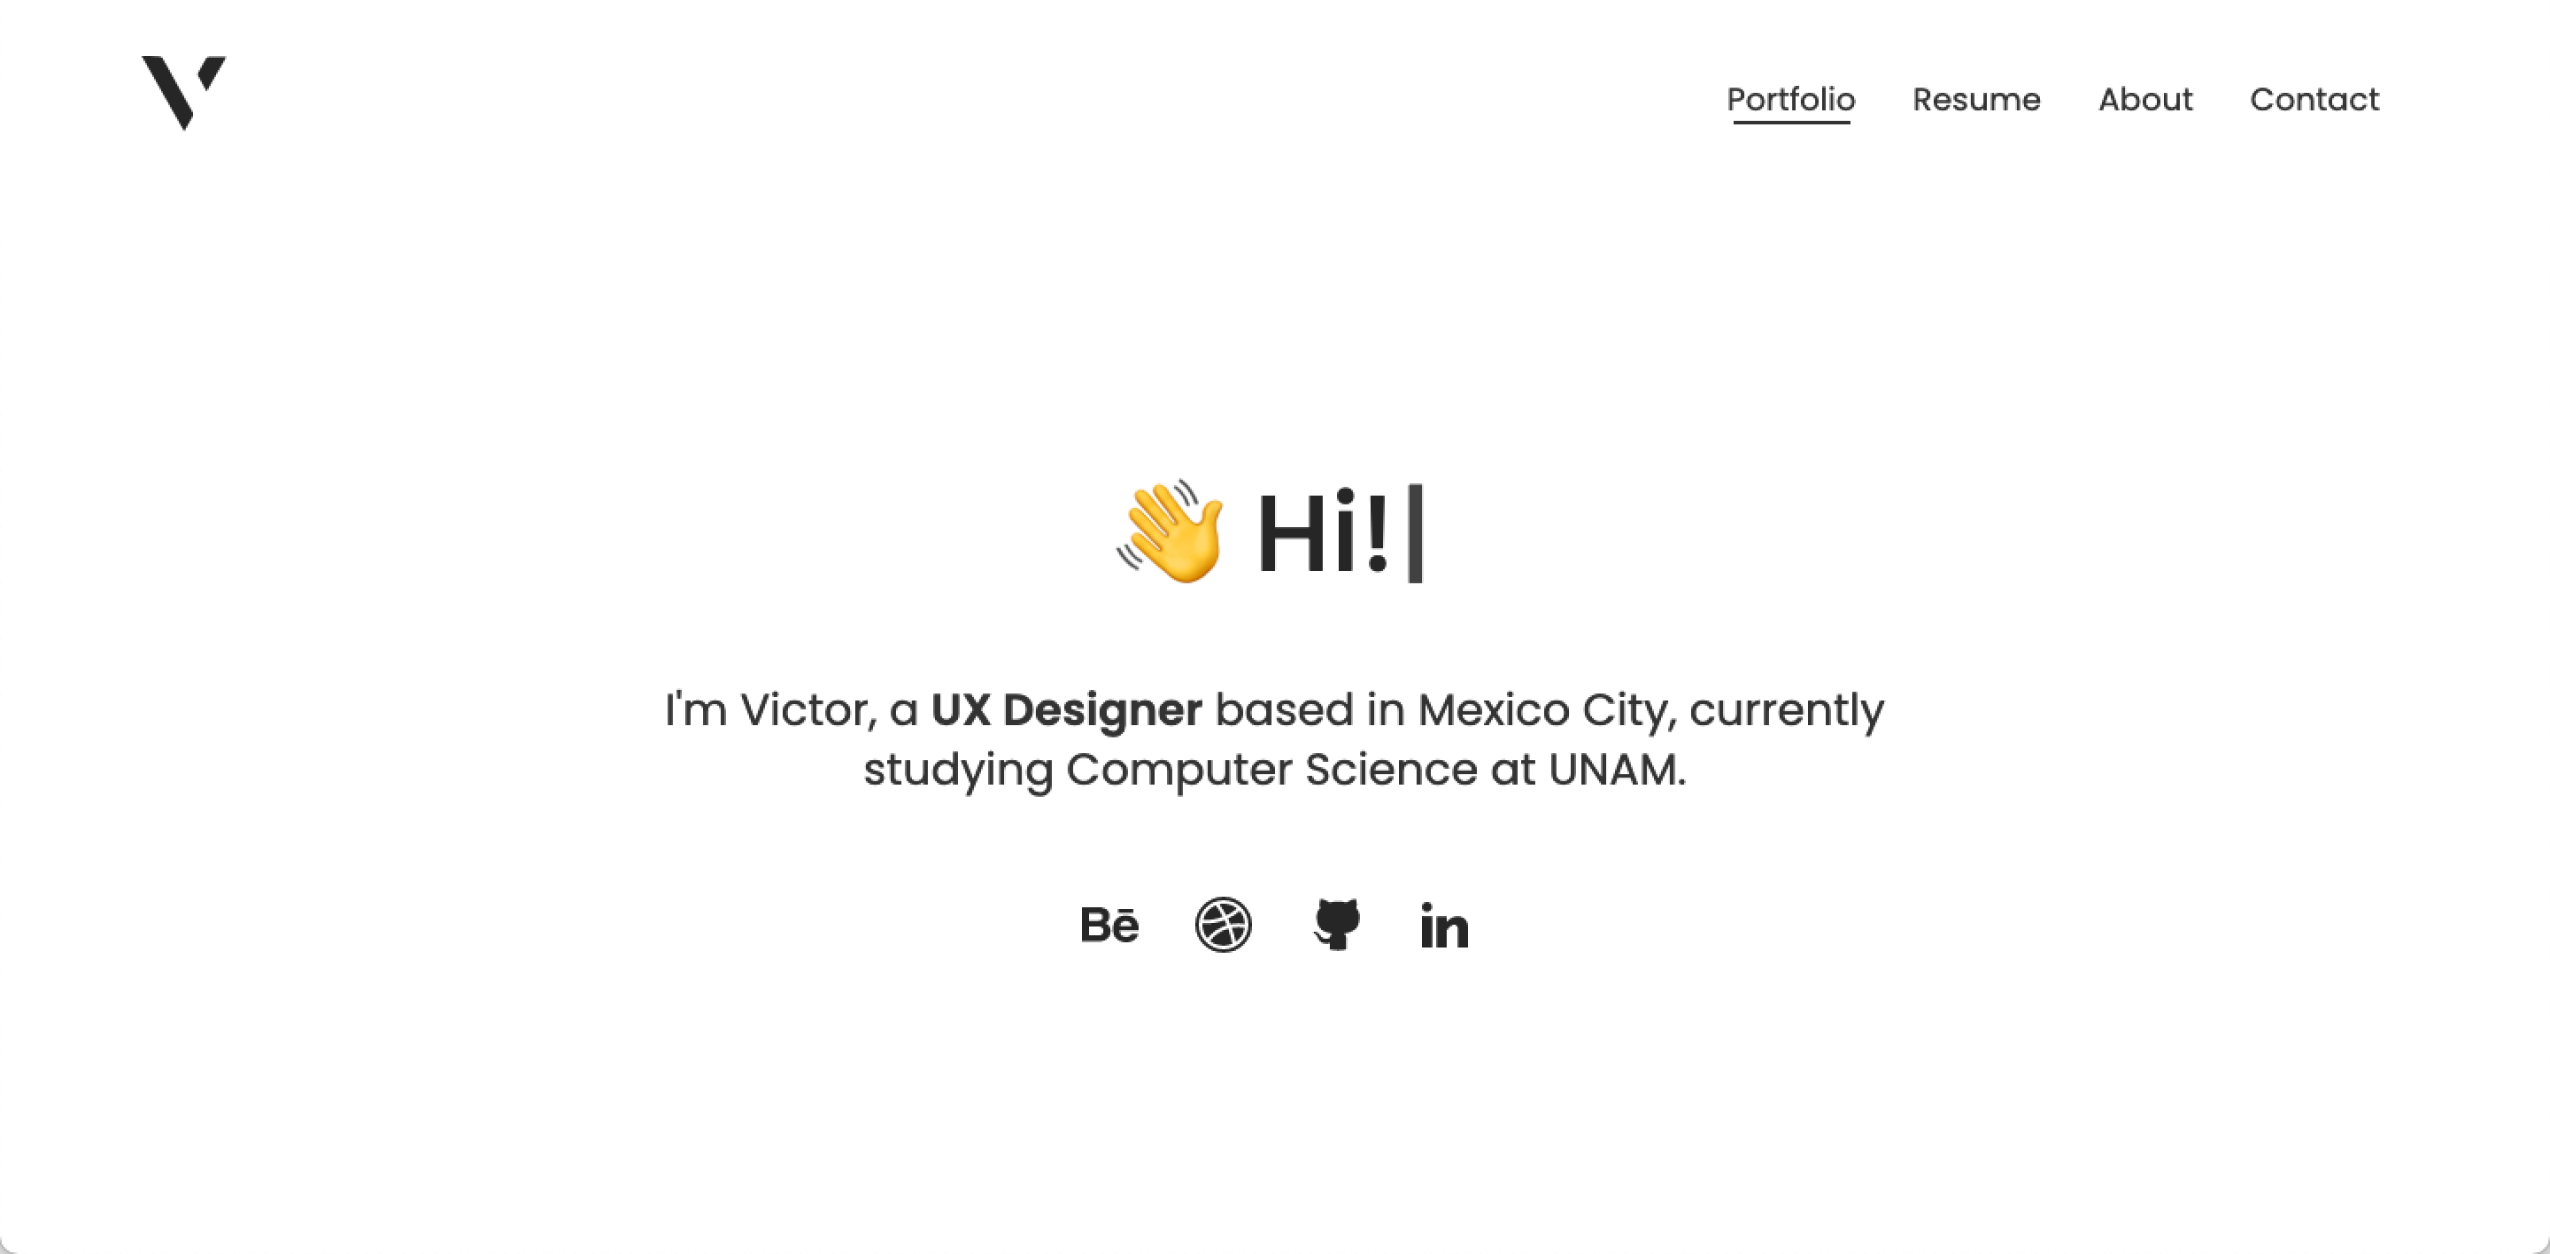 V
Portfolio Resume About Contact
👋 Hi!
I'm Victor, a UX Designer based in Mexico City, currently
studying Computer Science at UNAM.
Bē in